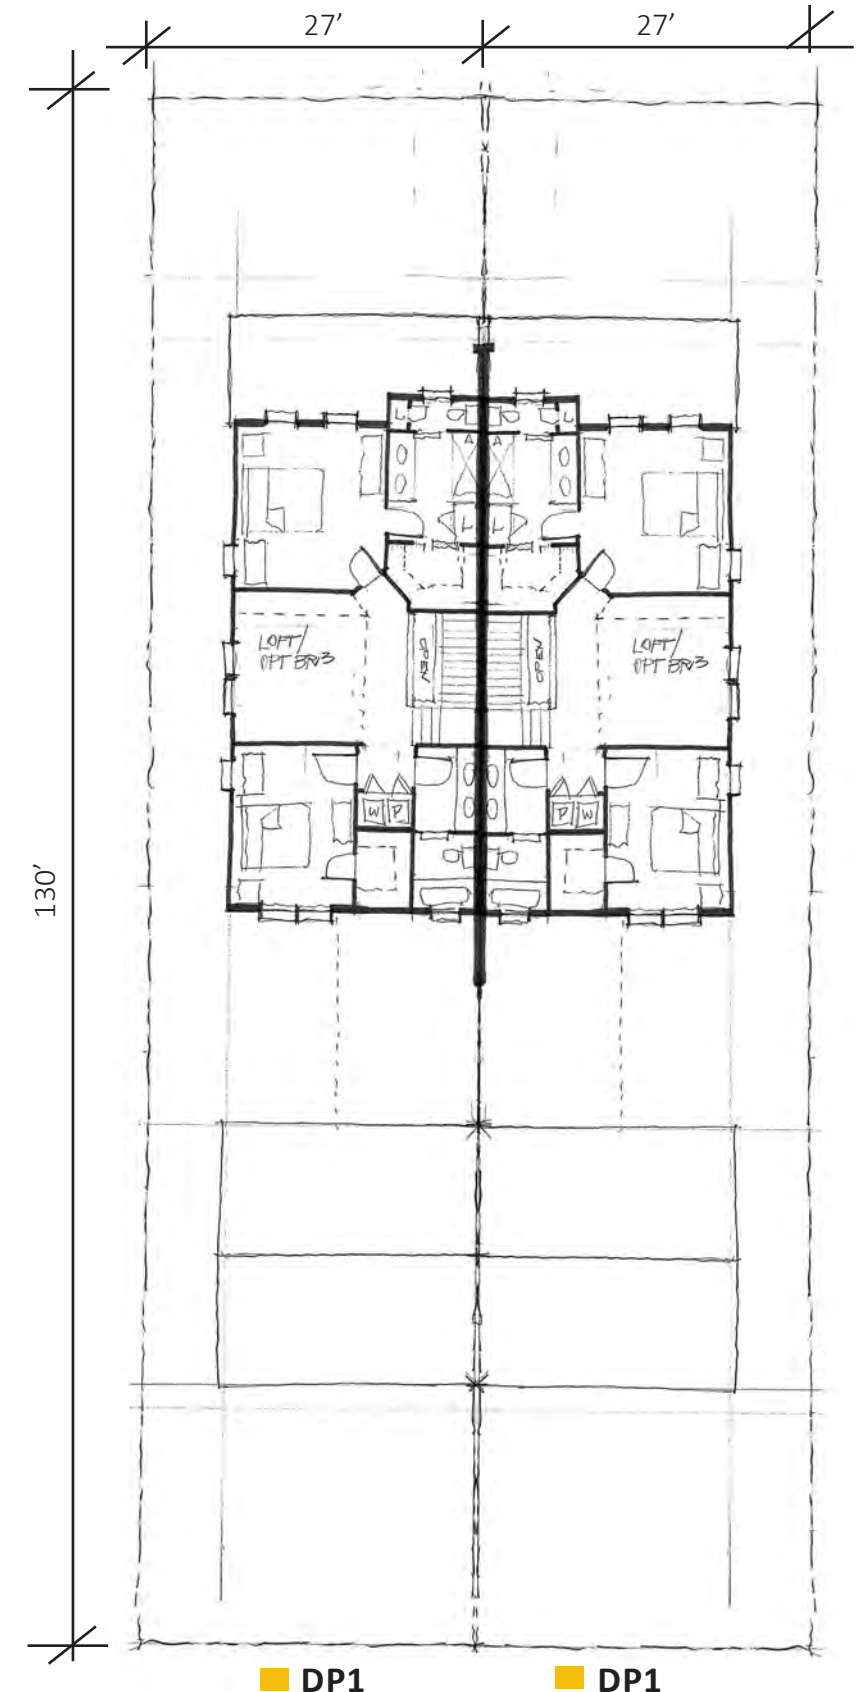 27’ 27’
130’
L L
A A
L L
LOFT/
OPT BR3
OPEN OPEN
LOFT/
OPT BR3
W D D W
DP1 DP1